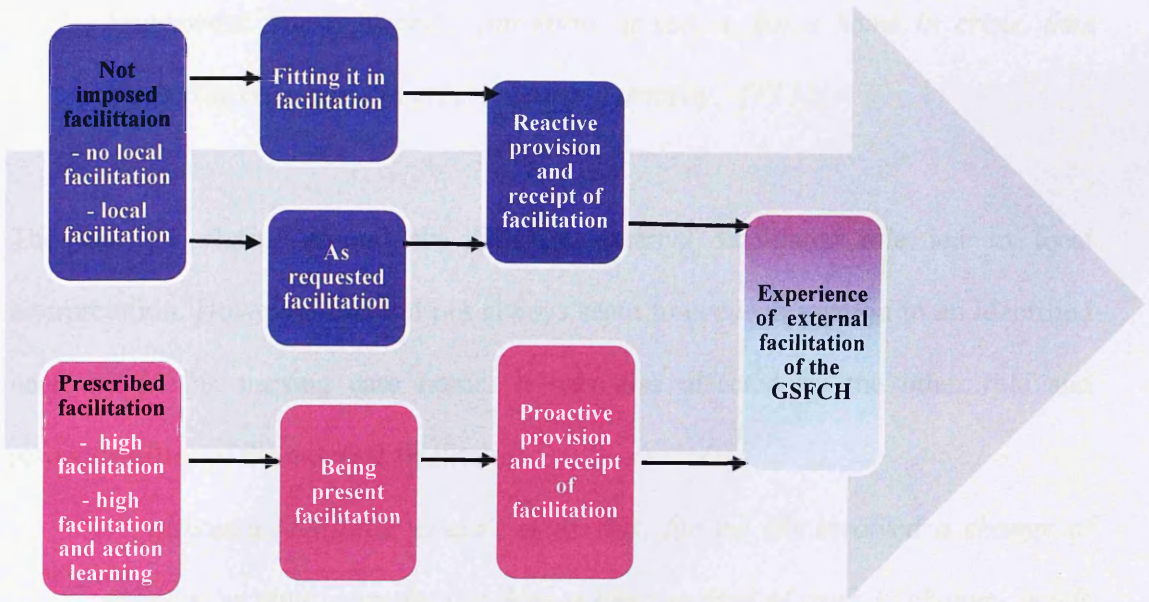 Not
imposed
facilittaion
- no local
facilitation
- local
facilitation
Fitting it in
facilitation
As
requested
facilitation
Reactive
provision
and
receipt of
facilitation
Prescribed
facilitation
- high
facilitation
- high
facilitation
and action
learning
Being
present
facilitation
Proactive
provision
and receipt
of
facilitation
Experience
of external
facilitation
of the
GSFCH